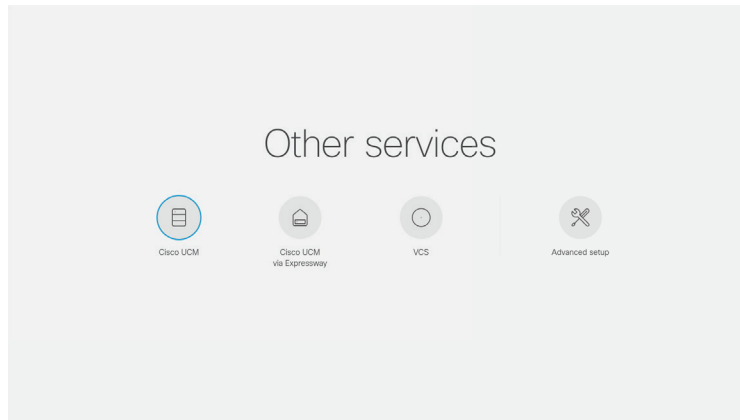 Other services
Cisco UCM
Cisco UCM
via Expressway
VCS
Advanced setup